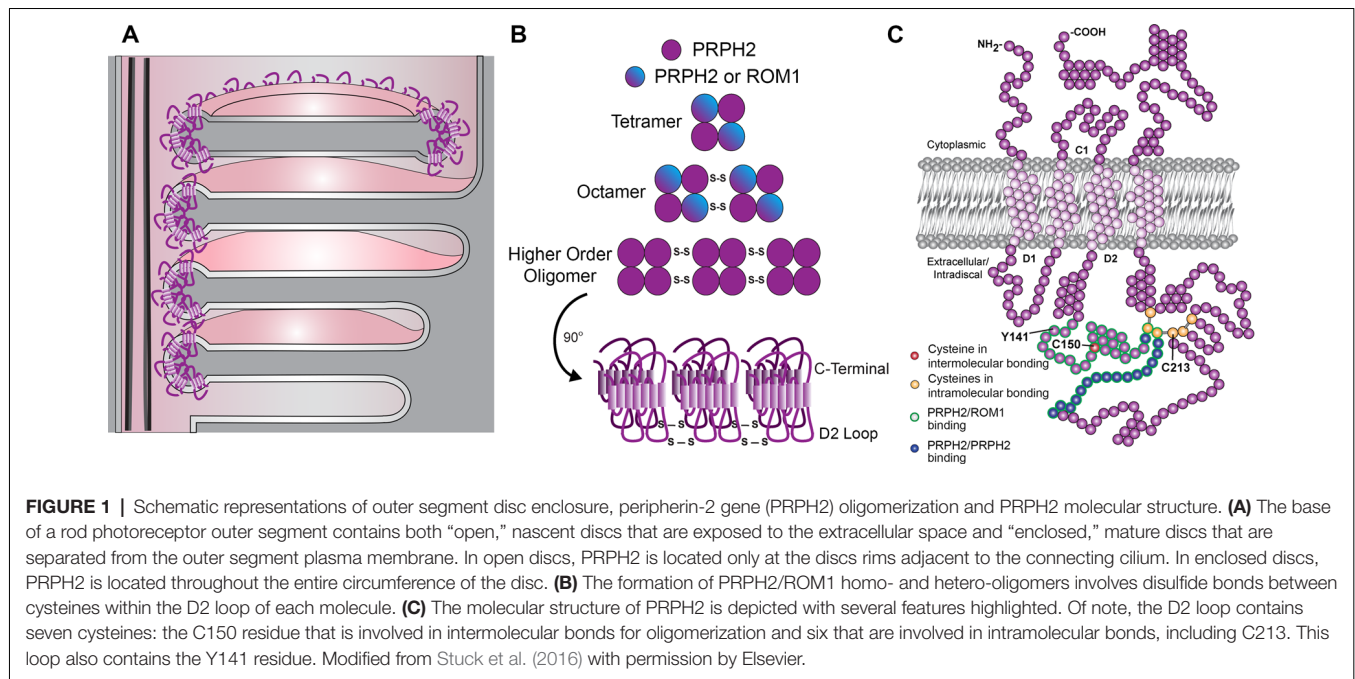 A
B
PRPH2
PRPH2 or ROM1
Tetramer
Octamer
S-S
S-S
Higher Order
Oligomer
S-S
S-S
S-S
S-S
90°
C-Terminal
D2 Loop
S – S
S – S
S – S
S – S
C
NH2-
-COOH
C1
Cytoplasmic
Extracellular/
Intradiscal
D1
D2
Y141
C150
C213
Cysteine in
intermolecular bonding
Cysteines in
intramolecular bonding
PRPH2/ROM1
binding
PRPH2/PRPH2
binding
FIGURE 1 | Schematic representations of outer segment disc enclosure, peripherin-2 gene (PRPH2) oligomerization and PRPH2 molecular structure. (A) The base
of a rod photoreceptor outer segment contains both “open,” nascent discs that are exposed to the extracellular space and “enclosed,” mature discs that are
separated from the outer segment plasma membrane. In open discs, PRPH2 is located only at the discs rims adjacent to the connecting cilium. In enclosed discs,
PRPH2 is located throughout the entire circumference of the disc. (B) The formation of PRPH2/ROM1 homo- and hetero-oligomers involves disulfide bonds between
cysteines within the D2 loop of each molecule. (C) The molecular structure of PRPH2 is depicted with several features highlighted. Of note, the D2 loop contains
seven cysteines: the C150 residue that is involved in intermolecular bonds for oligomerization and six that are involved in intramolecular bonds, including C213. This
loop also contains the Y141 residue. Modified from Stuck et al. (2016) with permission by Elsevier.